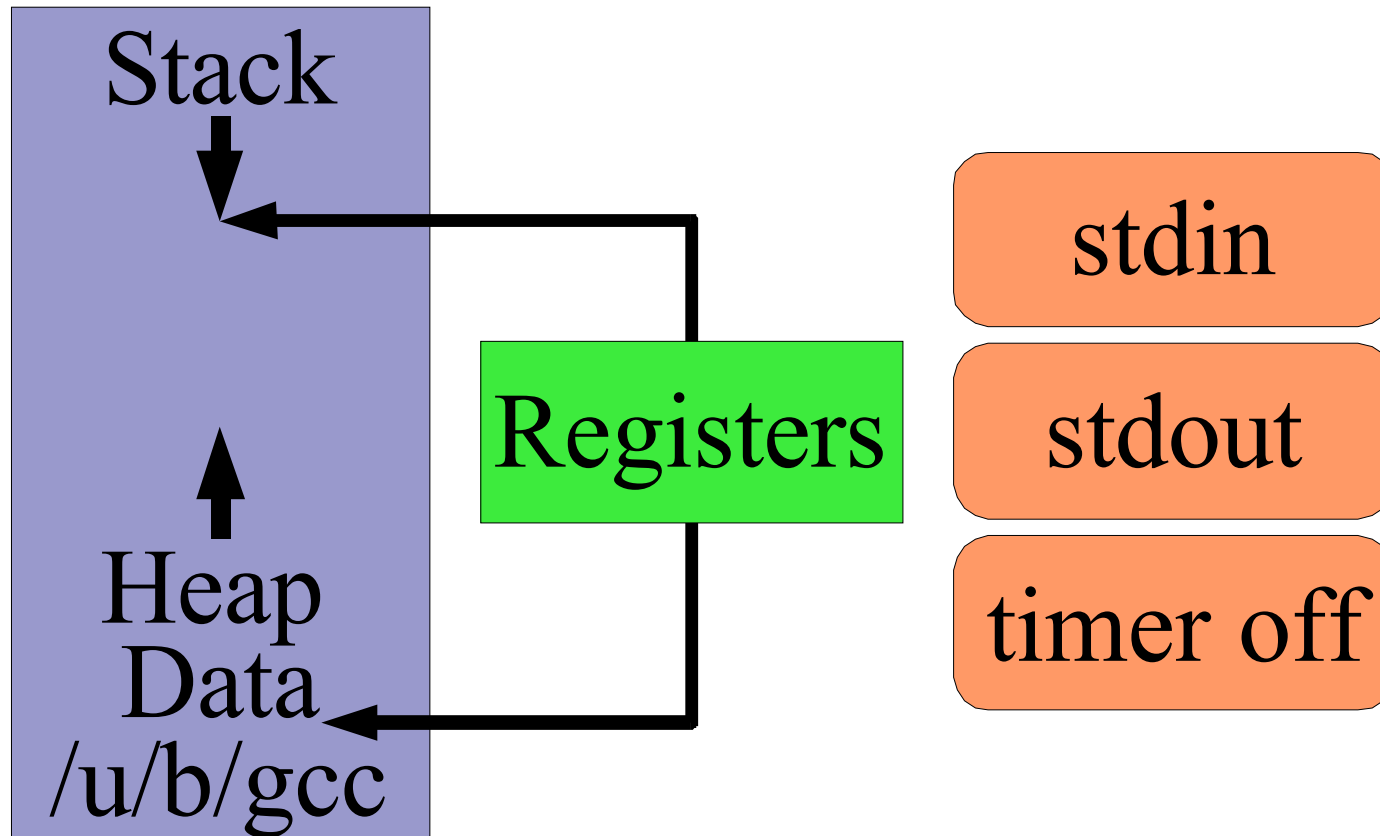 Stack
Heap
Data
/u/b/gcc
Registers
stdin
stdout
timer off